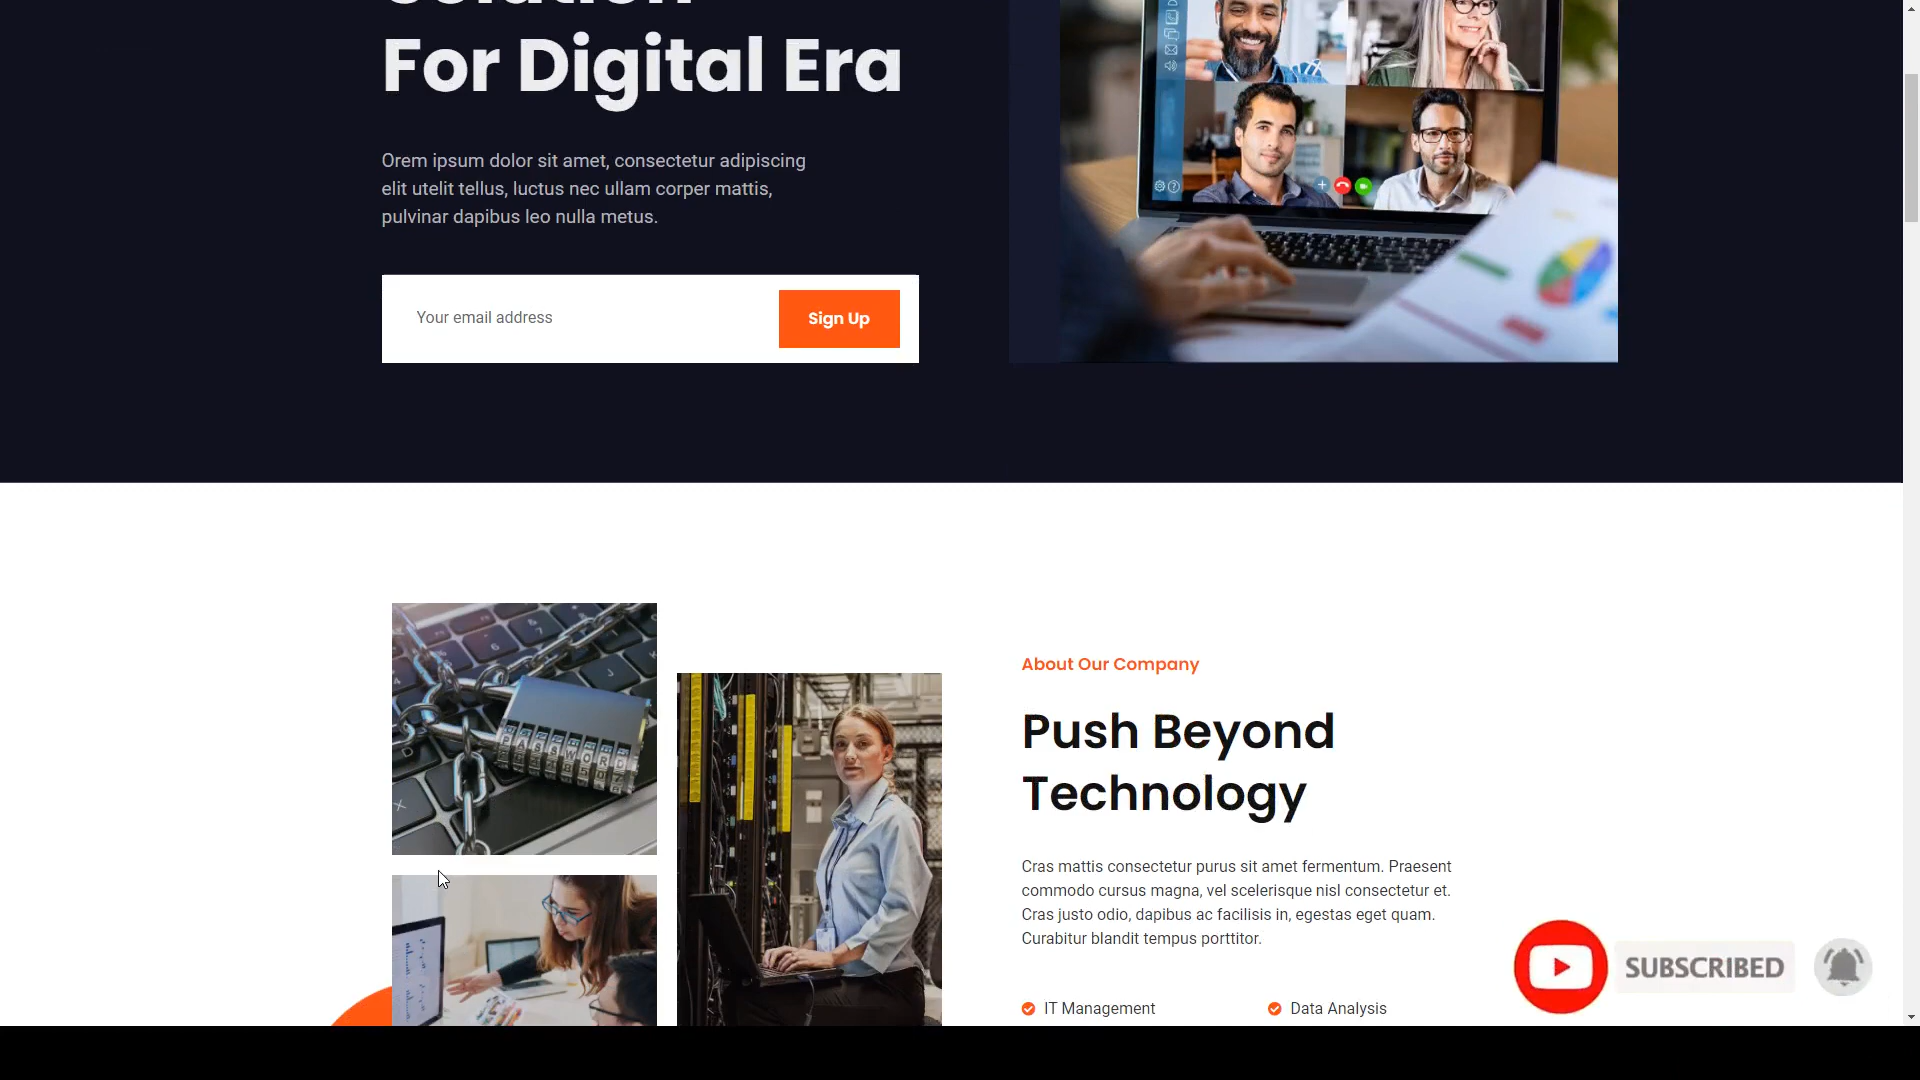 For Digital Era
Orem ipsum dolor sit amet, consectetur adipiscing
elit utelit tellus, luctus nec ullam corper mattis,
pulvinar dapibus leo nulla metus.
Your email address
Sign Up
PASSWORD
About Our Company
Push Beyond
Technology
Cras mattis consectetur purus sit amet fermentum. Praesent
commodo cursus magna, vel scelerisque nisl consectetur et.
Cras justo odio, dapibus ac facilisis in, egestas eget quam.
Curabitur blandit tempus porttitor.
IT Management
Data Analysis
SUBSCRIBED